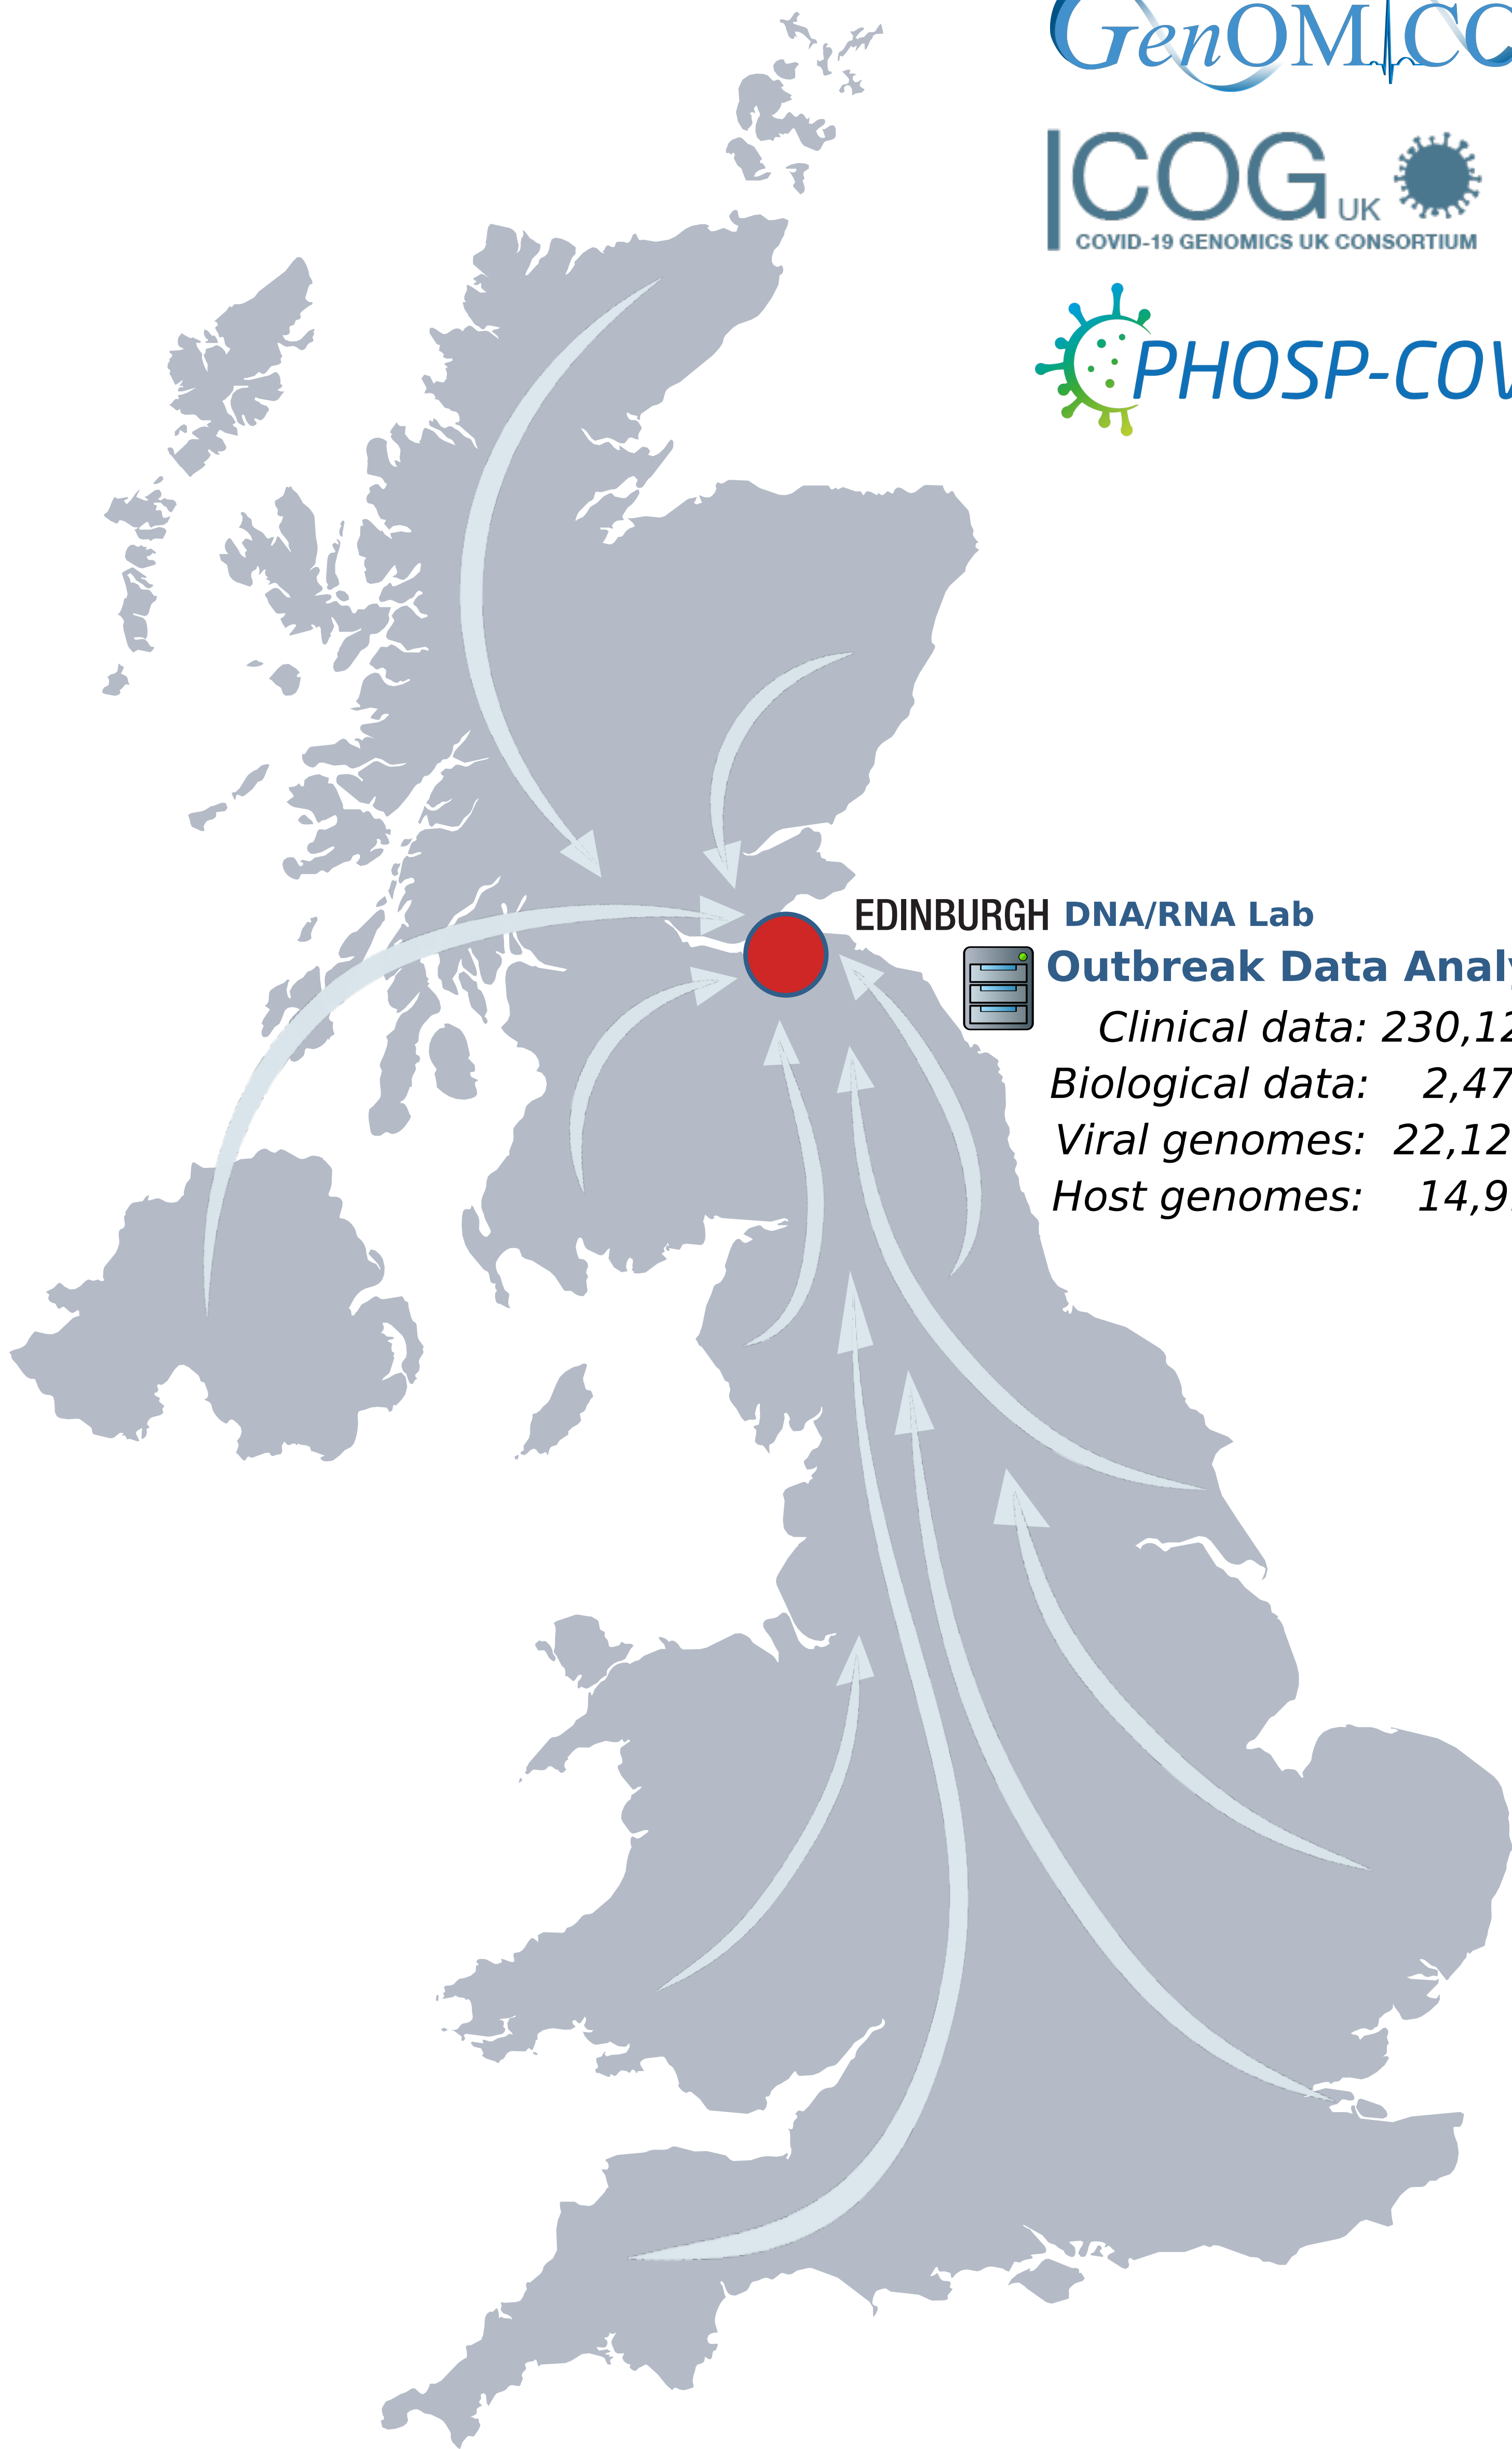 GenOMICC
COG UK
COVID-19 GENOMICS UK CONSORTIUM
PHOSP-COV
EDINBURGH DNA/RNA Lab
Outbreak Data Analy
Clinical data: 230,12
Biological data: 2,47
Viral genomes: 22,12
Host genomes: 14,9